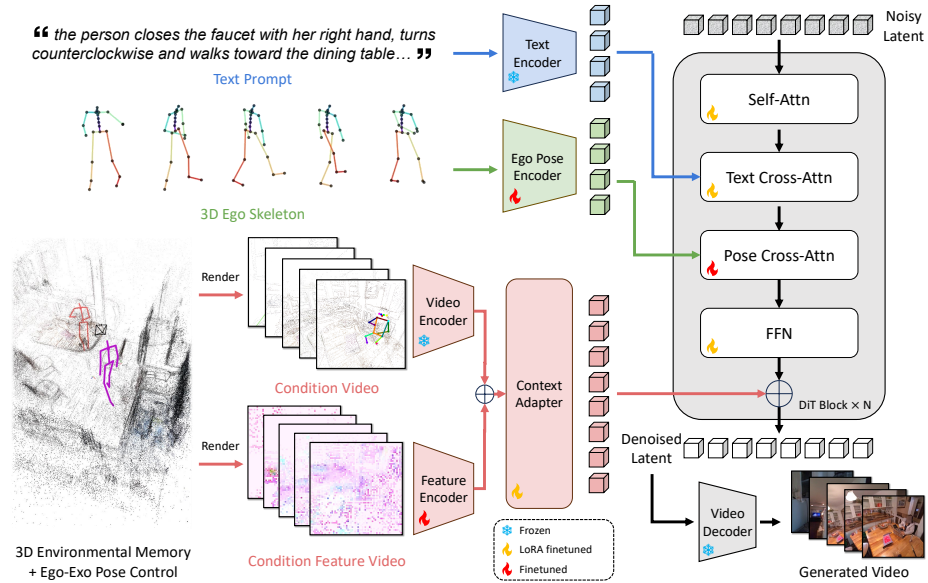 “ the person closes the faucet with her right hand, turns
counterclockwise and walks toward the dining table… ”
Text Prompt
Text
Encoder
Noisy
Latent
Self-Attn
Ego Pose
Encoder
Text Cross-Attn
3D Ego Skeleton
Pose Cross-Attn
Render
Video
Encoder
FFN
Condition Video
Context
Adapter
DiT Block × N
Render
Feature
Encoder
Denoised
Latent
Video
Decoder
Frozen
LoRA finetuned
Finetuned
3D Environmental Memory
+ Ego-Exo Pose Control
Condition Feature Video
Generated Video